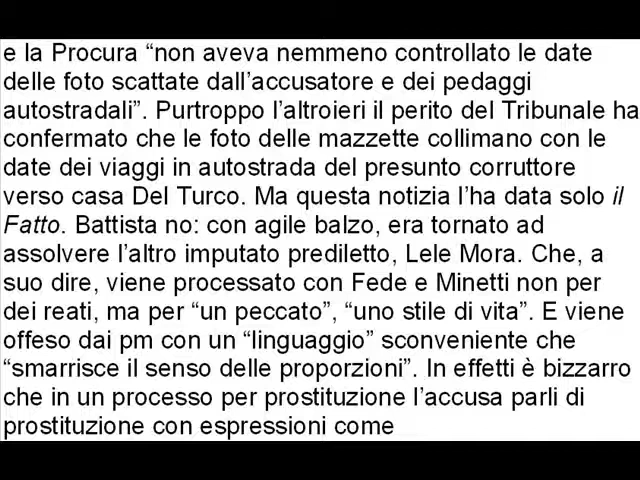 e la Procura “non aveva nemmeno controllato le date
delle foto scattate dall’accusatore e dei pedaggi
autostradali”. Purtroppo l’altroieri il perito del Tribunale ha
confermato che le foto delle mazzette collimano con le
date dei viaggi in autostrada del presunto corruttore
verso casa Del Turco. Ma questa notizia l’ha data solo il
Fatto. Battista no: con agile balzo, era tornato ad
assolvere l’altro imputato prediletto, Lele Mora. Che, a
suo dire, viene processato con Fede e Minetti non per
dei reati, ma per “un peccato”, “uno stile di vita”. E viene
offeso dai pm con un “linguaggio” sconveniente che
“smarrisce il senso delle proporzioni”. In effetti è bizzarro
che in un processo per prostituzione l’accusa parli di
prostituzione con espressioni come